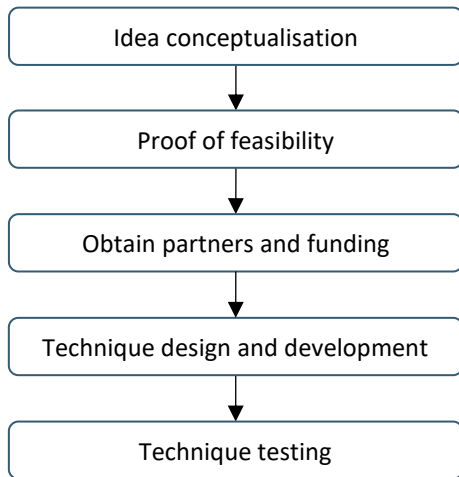 Idea conceptualisation
Proof of feasibility
Obtain partners and funding
Technique design and development
Technique testing